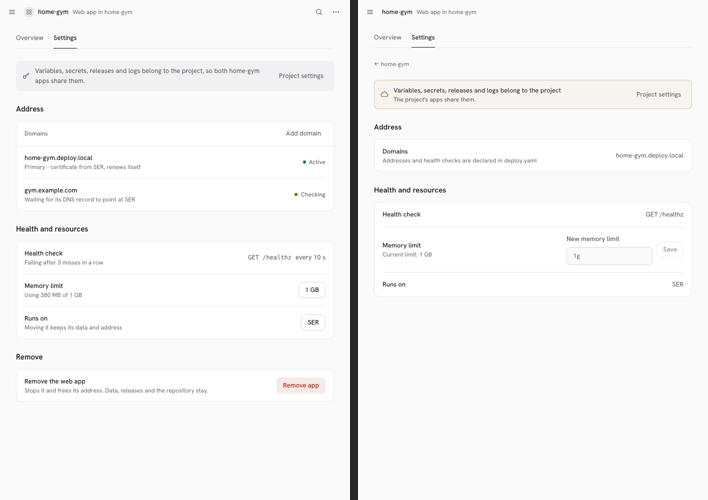 home-gym Web app in home-gym
Overview Settings
Variables, secrets, releases and logs belong to the project, so both home-gym
apps share them.
Project settings
Address
Domains
Add domain
home-gym.deploy.local
Primary · certificate from SER, renews itself
Active
gym.example.com
Waiting for its DNS record to point at SER
Checking
Health and resources
Health check
Failing after 3 misses in a row
GET /healthz every 10 s
Memory limit
Using 380 MB of 1 GB
1 GB
Runs on
Moving it keeps its data and address
SER
Remove
Remove the web app
Stops it and frees its address. Data, releases and the repository stay.
Remove app
home-gym Web app in home-gym
Overview Settings
← home-gym
Variables, secrets, releases and logs belong to the project
The project's apps share them.
Project settings
Address
Domains
Addresses and health checks are declared in deploy.yaml
home-gym.deploy.local
Health and resources
Health check
GET /healthz
Memory limit
Current limit: 1 GB
New memory limit
1g
Save
Runs on
SER